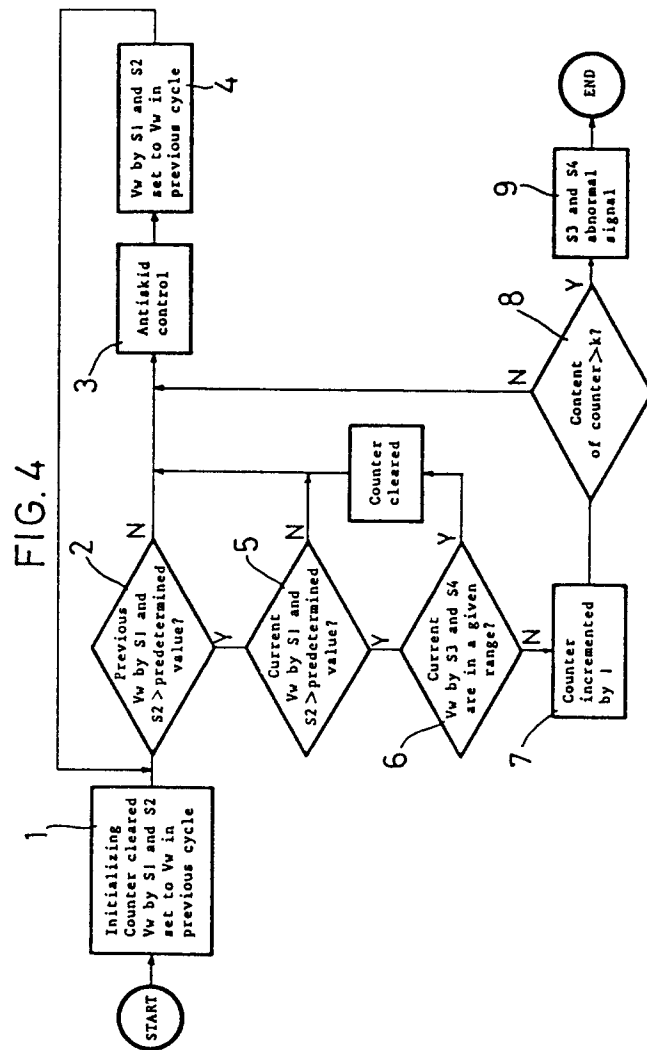 FIG. 4
START
1
Initializing
Counter cleared
Vw by S1 and S2
set to Vw in
previous cycle
2
Previous
Vw by S1 and
S2>predetermined
value?
N
Y
3
Antiskid
control
Vw by S1 and S2
set to Vw in
previous cycle
4
5
Current
Vw by S1 and
S2>predetermined
value?
N
Y
Counter
cleared
6
Current
Vw by S3 and S4
are in a given
range?
Y
N
7
Counter
incremented
by 1
8
Content
of counter>k?
N
Y
9
S3 and S4
abnormal
signal
END